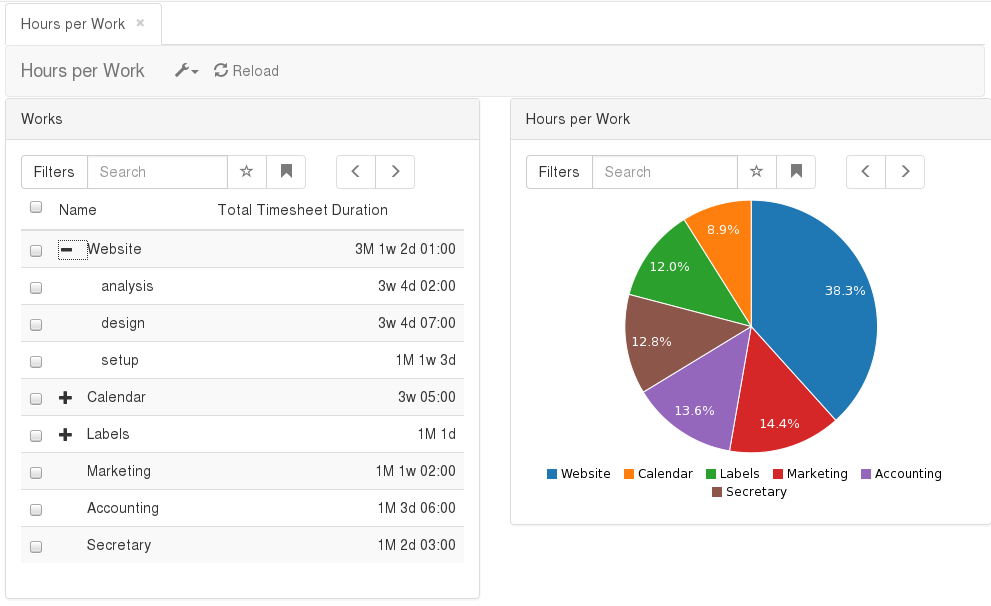 Hours per Work
Hours per Work Reload
Works
Filters Search
Name Total Timesheet Duration
Website 3M 1w 2d 01:00
analysis 3w 4d 02:00
design 3w 4d 07:00
setup 1M 1w 3d
Calendar 3w 05:00
Labels 1M 1d
Marketing 1M 1w 02:00
Accounting 1M 3d 06:00
Secretary 1M 2d 03:00
Hours per Work
Filters Search
8.9%
38.3%
12.0%
12.8%
13.6%
14.4%
Website Calendar Labels Marketing Accounting
Secretary